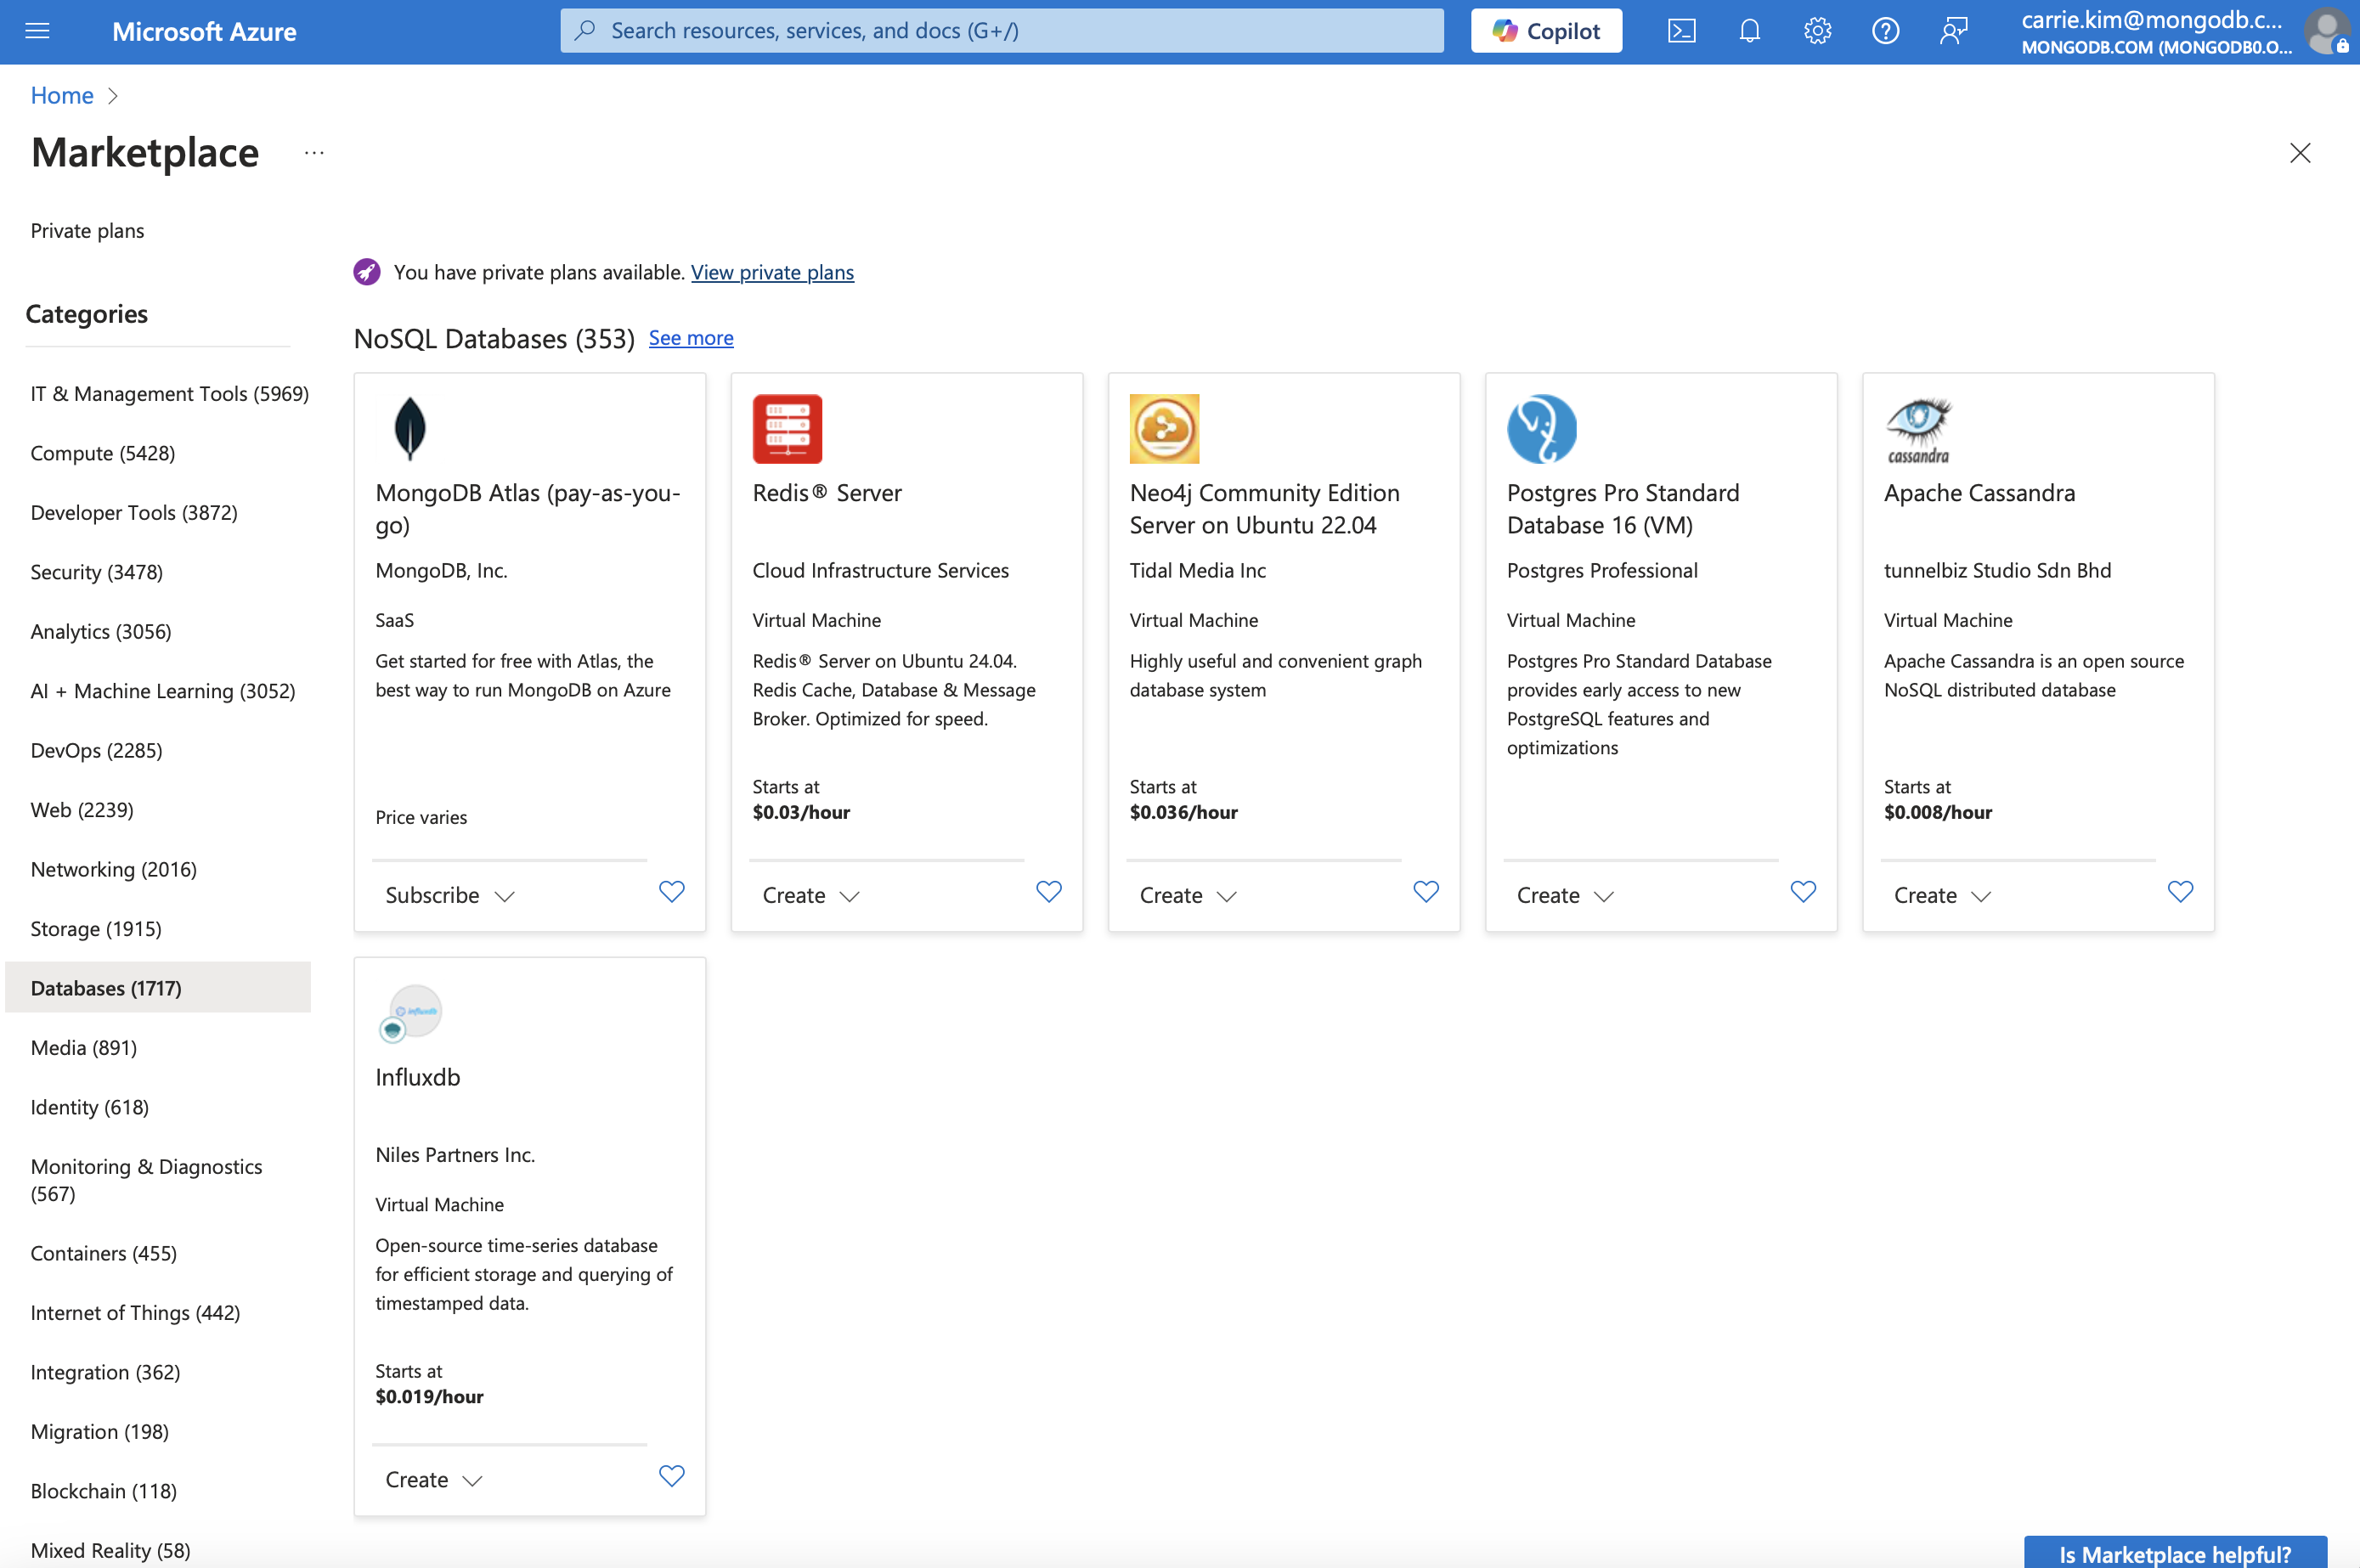 Microsoft Azure
Search resources, services, and docs (G+/)
Copilot
carrie.kim@mongodb.c...
MONGODB.COM (MONGODB0.O...
Home
Marketplace
Private plans
You have private plans available. View private plans
Categories
IT & Management Tools (5969)
Compute (5428)
Developer Tools (3872)
Security (3478)
Analytics (3056)
AI + Machine Learning (3052)
DevOps (2285)
Web (2239)
Networking (2016)
Storage (1915)
Databases (1717)
Media (891)
Identity (618)
Monitoring & Diagnostics
(567)
Containers (455)
Internet of Things (442)
Integration (362)
Migration (198)
Blockchain (118)
Mixed Reality (58)
NoSQL Databases (353) See more
MongoDB Atlas (pay-as-you-
go)
MongoDB, Inc.
SaaS
Get started for free with Atlas, the
best way to run MongoDB on Azure
Price varies
Subscribe
Redis® Server
Cloud Infrastructure Services
Virtual Machine
Redis® Server on Ubuntu 24.04.
Redis Cache, Database & Message
Broker. Optimized for speed.
Starts at
$0.03/hour
Create
Neo4j Community Edition
Server on Ubuntu 22.04
Tidal Media Inc
Virtual Machine
Highly useful and convenient graph
database system
Starts at
$0.036/hour
Create
Postgres Pro Standard
Database 16 (VM)
Postgres Professional
Virtual Machine
Postgres Pro Standard Database
provides early access to new
PostgreSQL features and
optimizations
Create
cassandra
Apache Cassandra
tunnelbiz Studio Sdn Bhd
Virtual Machine
Apache Cassandra is an open source
NoSQL distributed database
Starts at
$0.008/hour
Create
influxdb
Influxdb
Niles Partners Inc.
Virtual Machine
Open-source time-series database
for efficient storage and querying of
timestamped data.
Starts at
$0.019/hour
Create
Is Marketplace helpful?